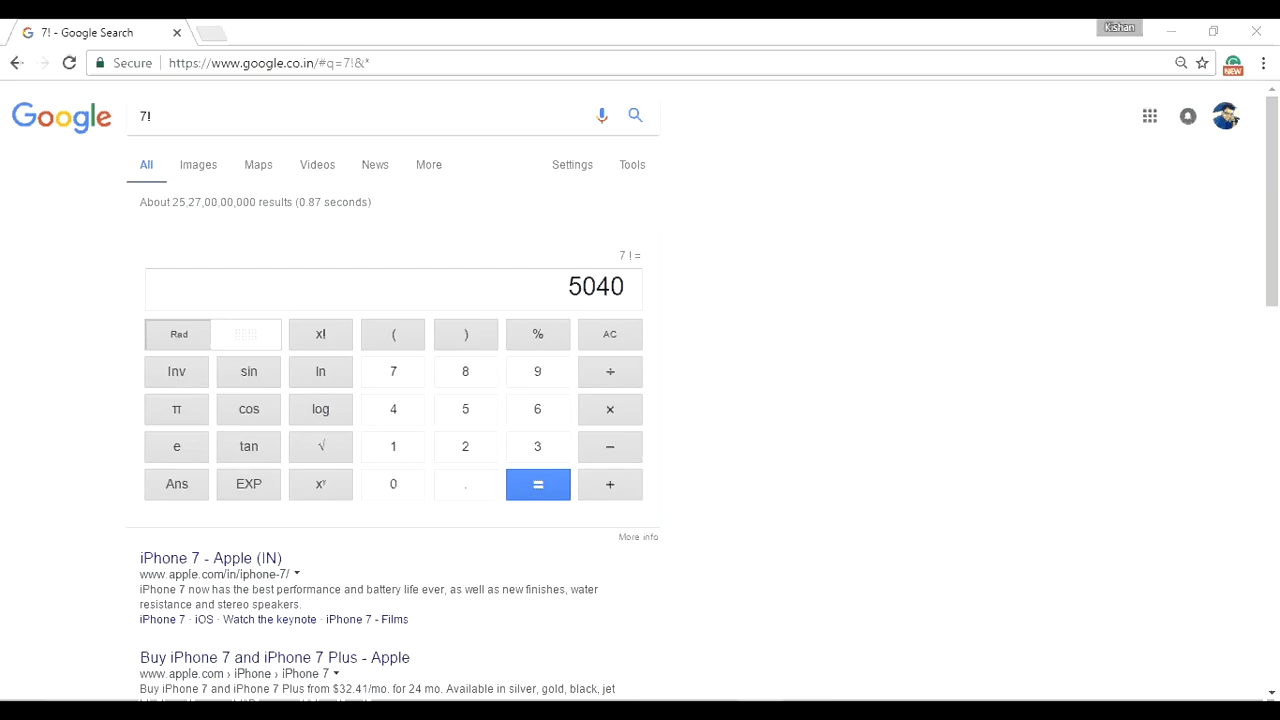 7! - Google Search
Kishan
Secure https://www.google.co.in/#q=7!&*
NEW
Google 7!
All Images Maps Videos News More Settings Tools
About 25,27,00,00,000 results (0.87 seconds)
7 ! =
5040
Rad x! ( ) % AC
Inv sin ln 7 8 9 ÷
π cos log 4 5 6 ×
e tan √ 1 2 3 −
Ans EXP xʸ 0 . = +
More info
iPhone 7 - Apple (IN)
www.apple.com/in/iphone-7/
iPhone 7 now has the best performance and battery life ever, as well as new finishes, water
resistance and stereo speakers.
iPhone 7 · iOS · Watch the keynote · iPhone 7 - Films
Buy iPhone 7 and iPhone 7 Plus - Apple
www.apple.com › iPhone › iPhone 7
Buy iPhone 7 and iPhone 7 Plus from $32.41/mo. for 24 mo. Available in silver, gold, black, jet